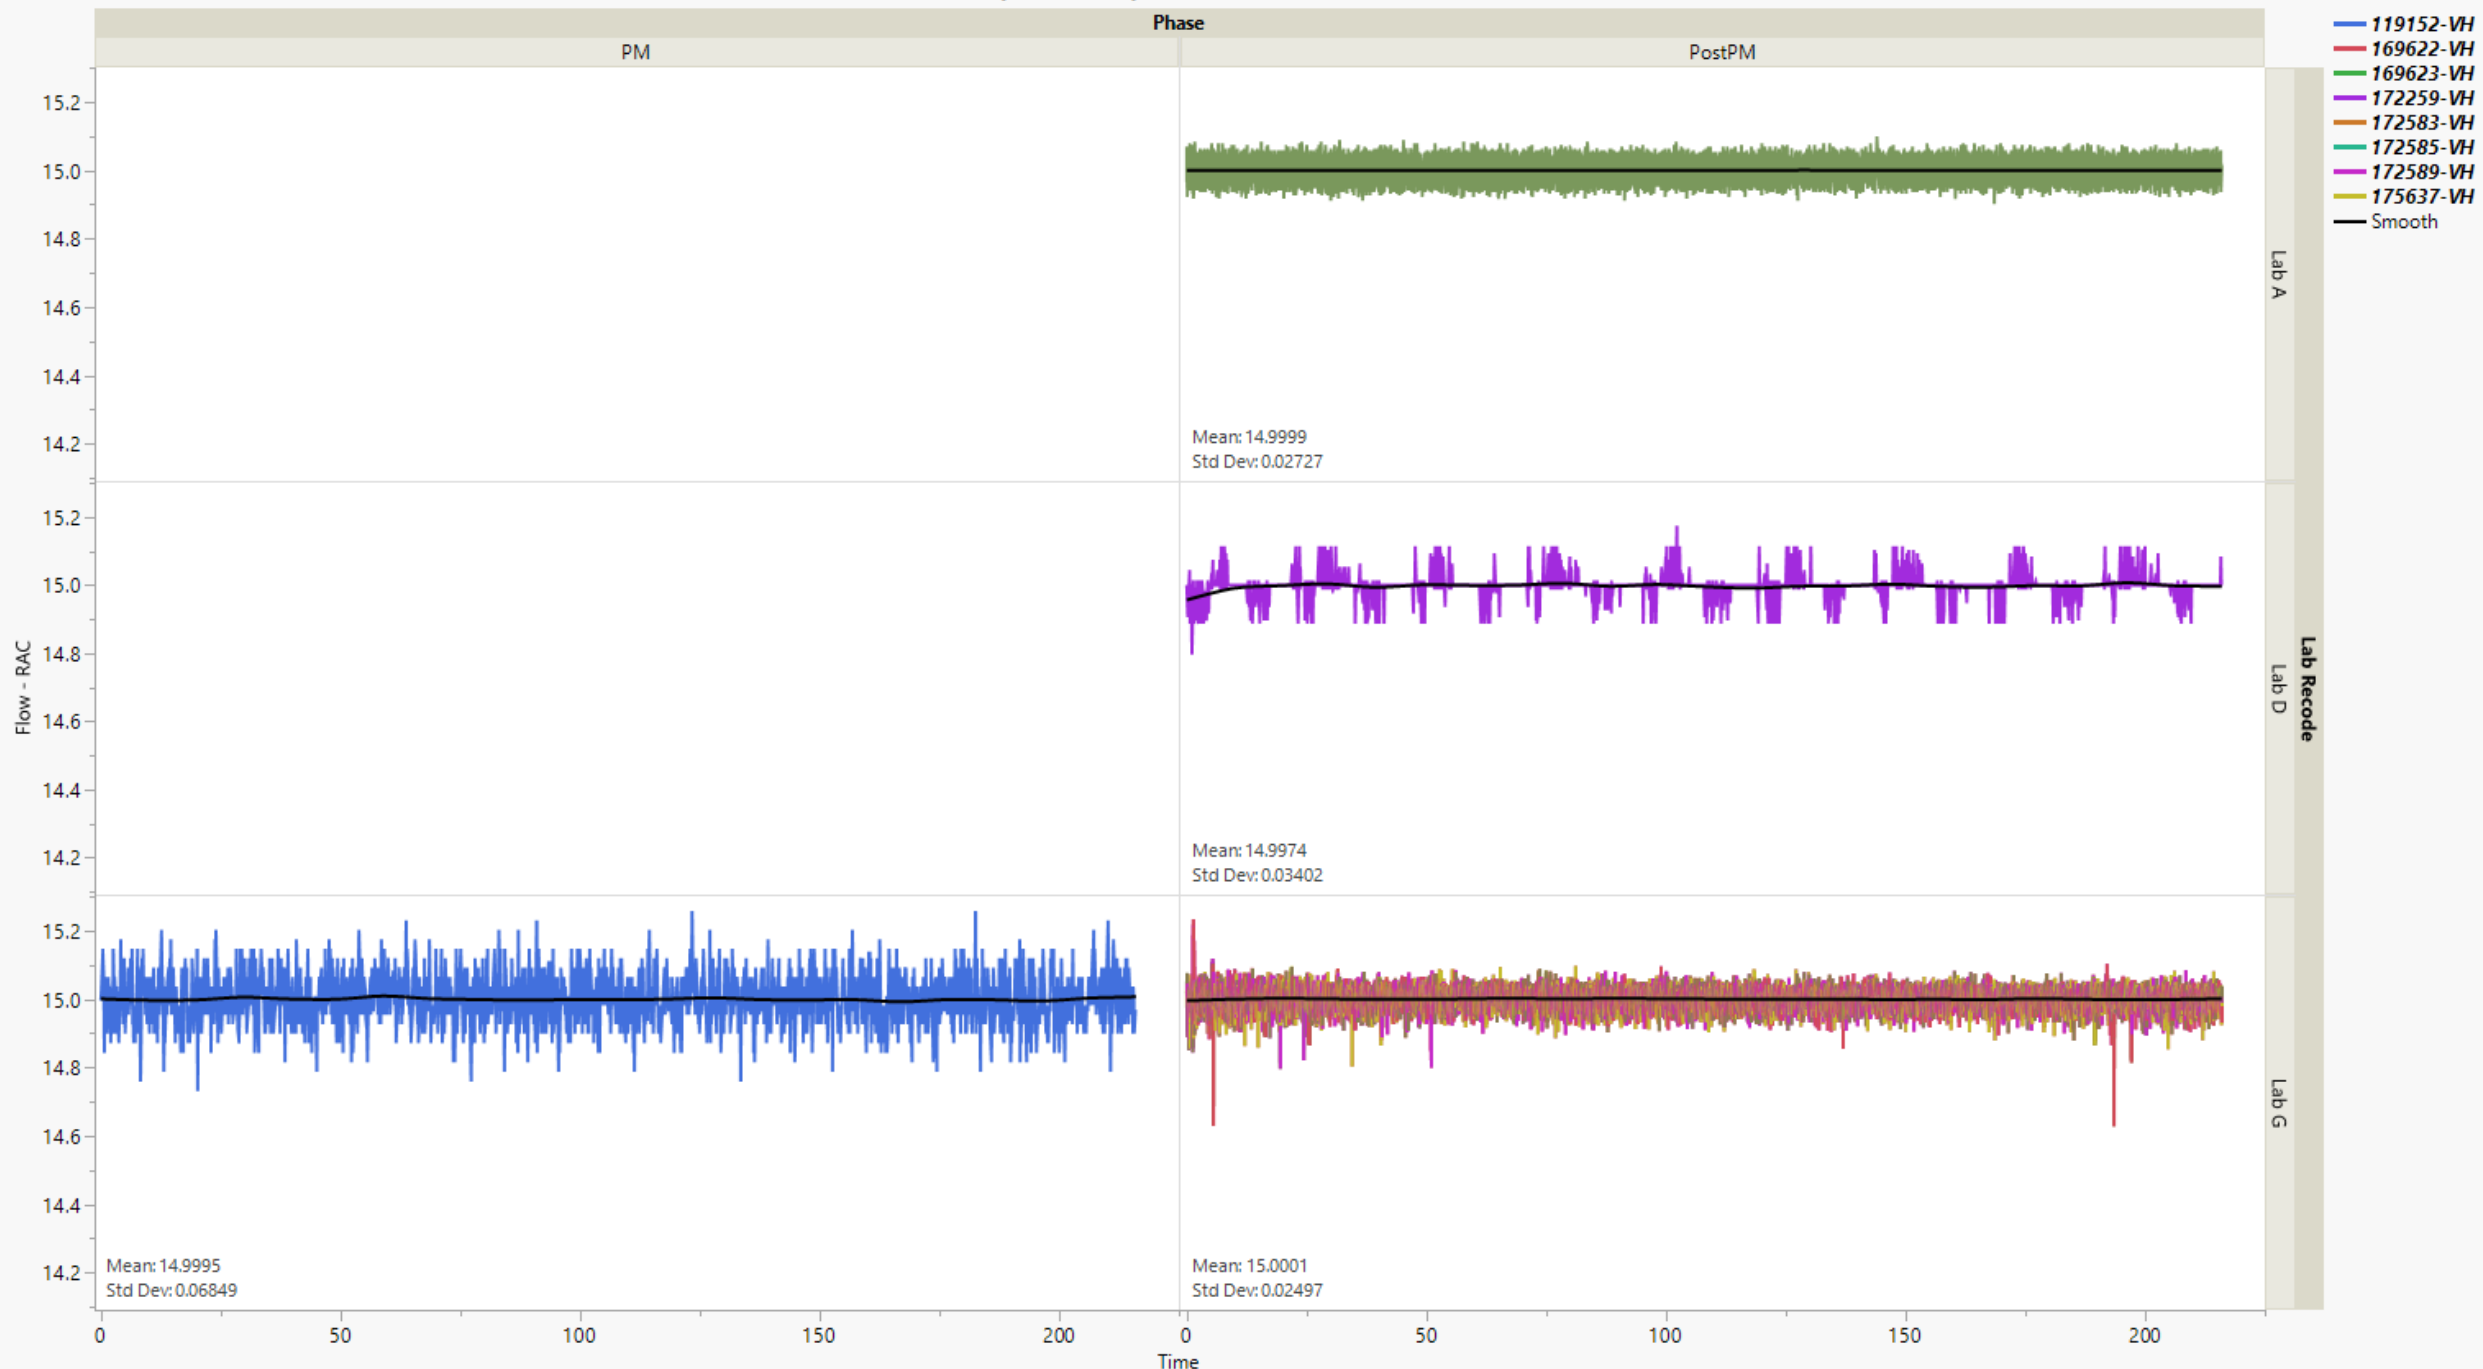 Phase
PM
PostPM
119152-VH
169622-VH
169623-VH
172259-VH
172583-VH
172585-VH
172589-VH
175637-VH
Smooth
15.2
15.0
14.8
14.6
14.4
14.2
Mean: 14.9999
Std Dev: 0.02727
Lab A
15.2
15.0
14.8
14.6
14.4
14.2
Mean: 14.9974
Std Dev: 0.03402
Lab D
Lab Recode
Flow - RAC
15.2
15.0
14.8
14.6
14.4
14.2
Mean: 14.9995
Std Dev: 0.06849
Mean: 15.0001
Std Dev: 0.02497
Lab G
0 50 100 150 200 0 50 100 150 200
Time